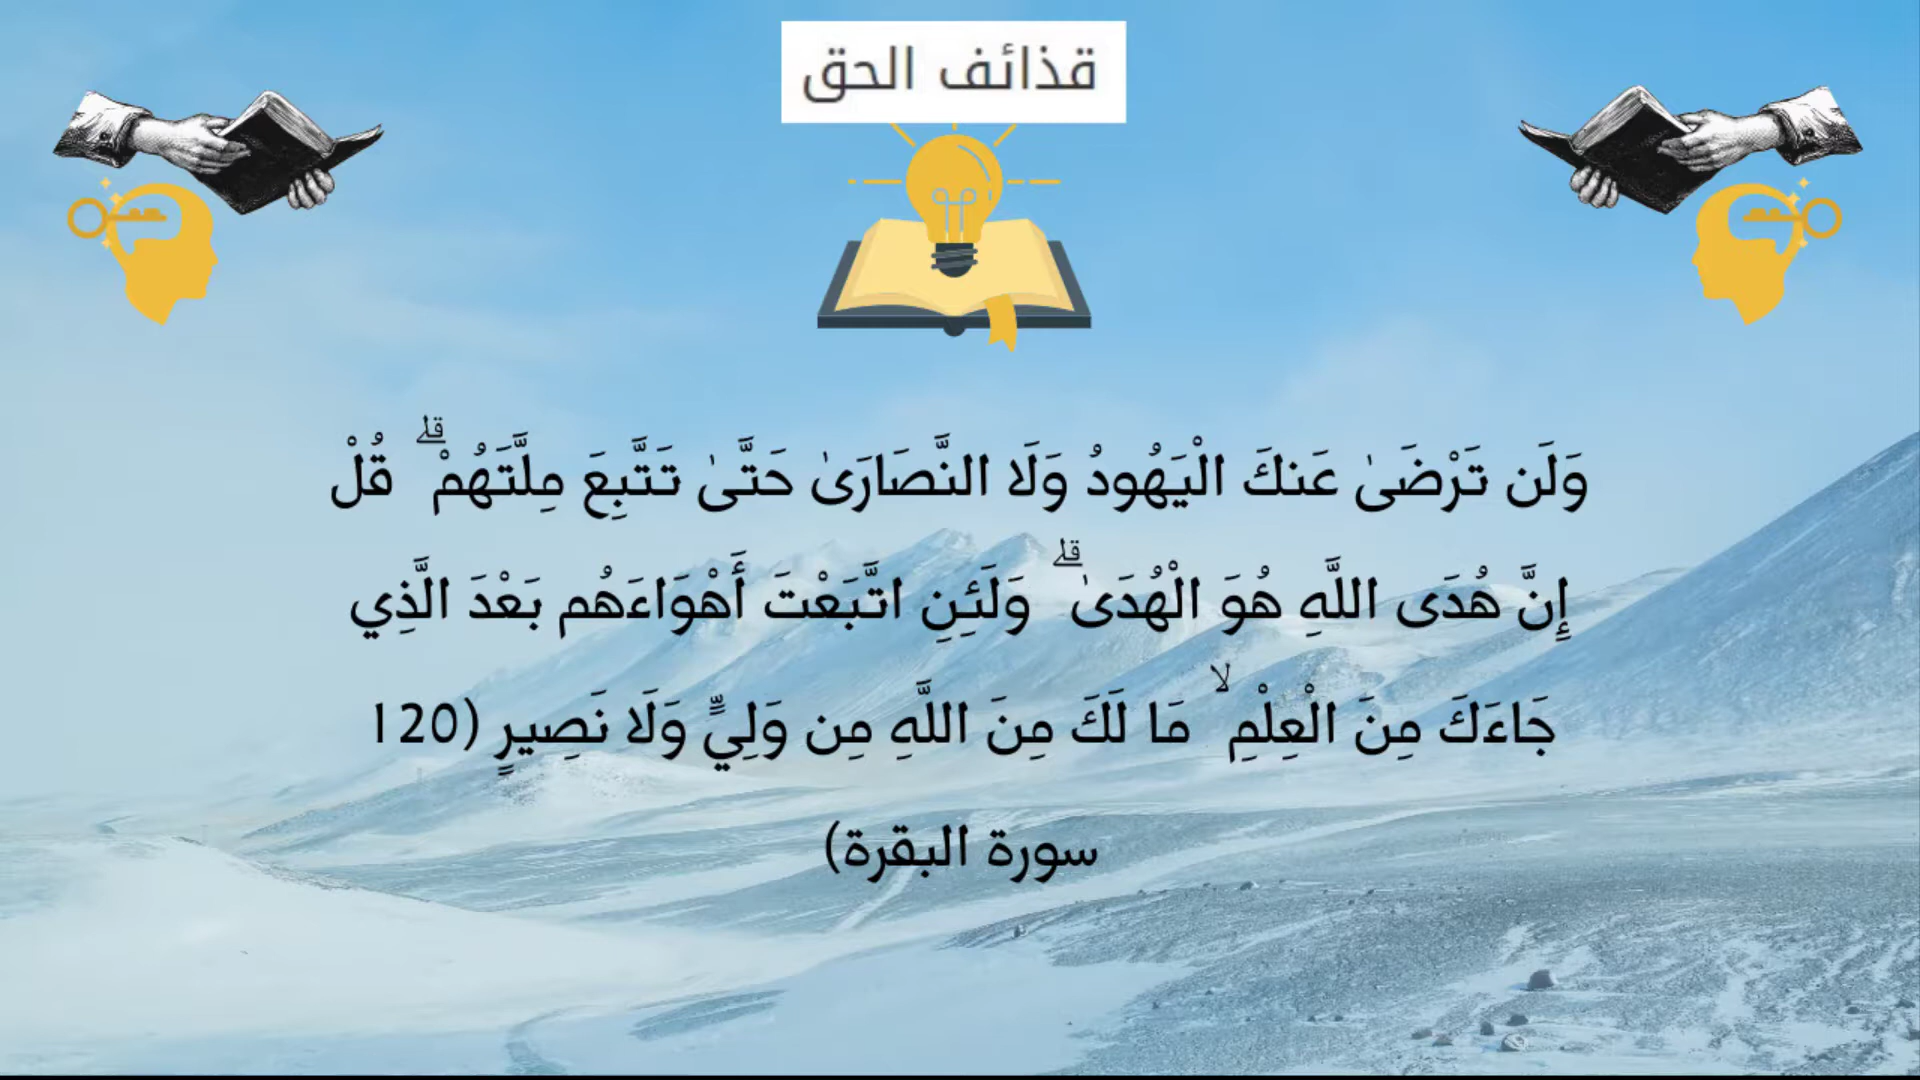 قذائف الحق
وَلَن تَرْضَىٰ عَنكَ الْيَهُودُ وَلَا النَّصَارَىٰ حَتَّىٰ تَتَّبِعَ مِلَّتَهُمْ ۗ قُلْ
إِنَّ هُدَى اللَّهِ هُوَ الْهُدَىٰ ۗ وَلَئِنِ اتَّبَعْتَ أَهْوَاءَهُم بَعْدَ الَّذِي
جَاءَكَ مِنَ الْعِلْمِ ۙ مَا لَكَ مِنَ اللَّهِ مِن وَلِيٍّ وَلَا نَصِيرٍ (120
سورة البقرة)